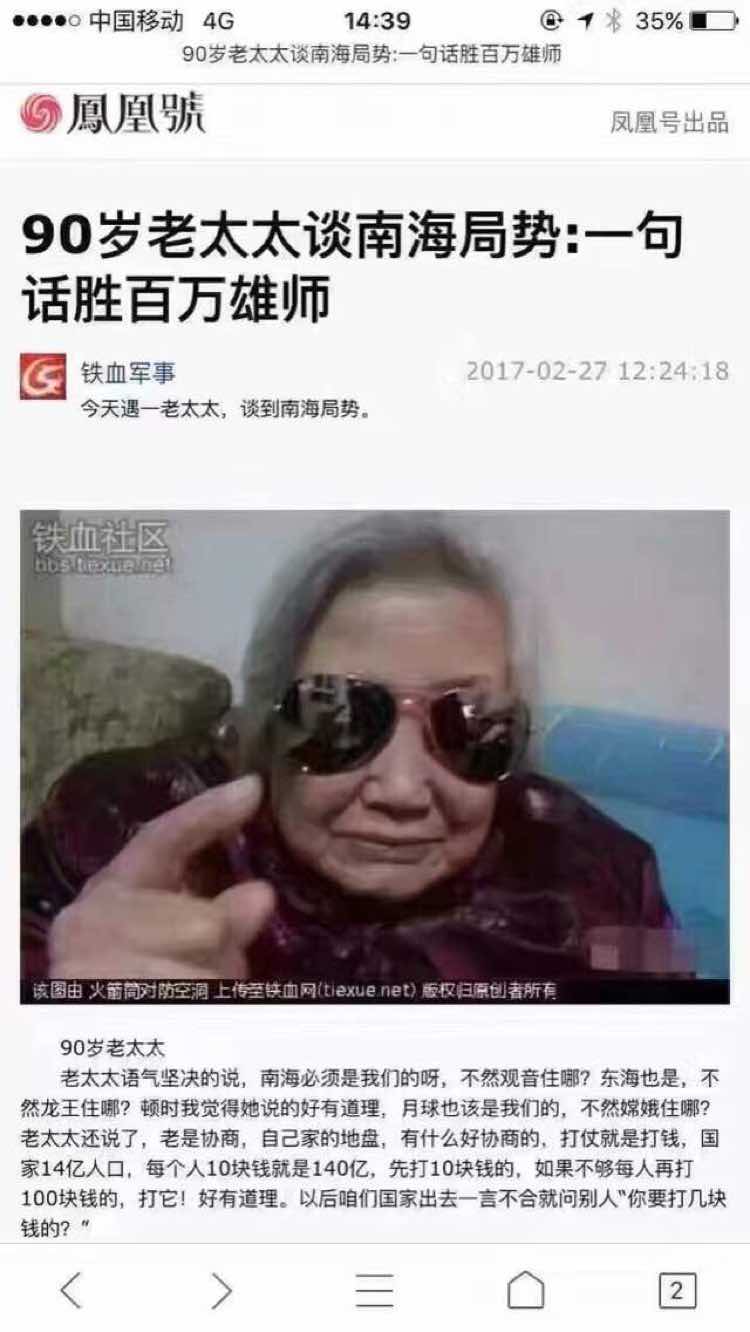 中国移动 4G 14:39 35%
90岁老太太谈南海局势:一句话胜百万雄师
鳳凰號 凤凰号出品
90岁老太太谈南海局势:一句
话胜百万雄师
铁血军事 2017-02-27 12:24:18
今天遇一老太太，谈到南海局势。
铁血社区
bbs.tiexue.net
该图由 火箭筒对防空洞 上传至铁血网(tiexue.net) 版权归原创者所有
90岁老太太
老太太语气坚决的说，南海必须是我们的呀，不然观音住哪？东海也是，不
然龙王住哪？顿时我觉得她说的好有道理，月球也该是我们的，不然嫦娥住哪？
老太太还说了，老是协商，自己家的地盘，有什么好协商的，打仗就是打钱，国
家14亿人口，每个人10块钱就是140亿，先打10块钱的，如果不够每人再打
100块钱的，打它！好有道理。以后咱们国家出去一言不合就问别人“你要打几块
钱的？”
2